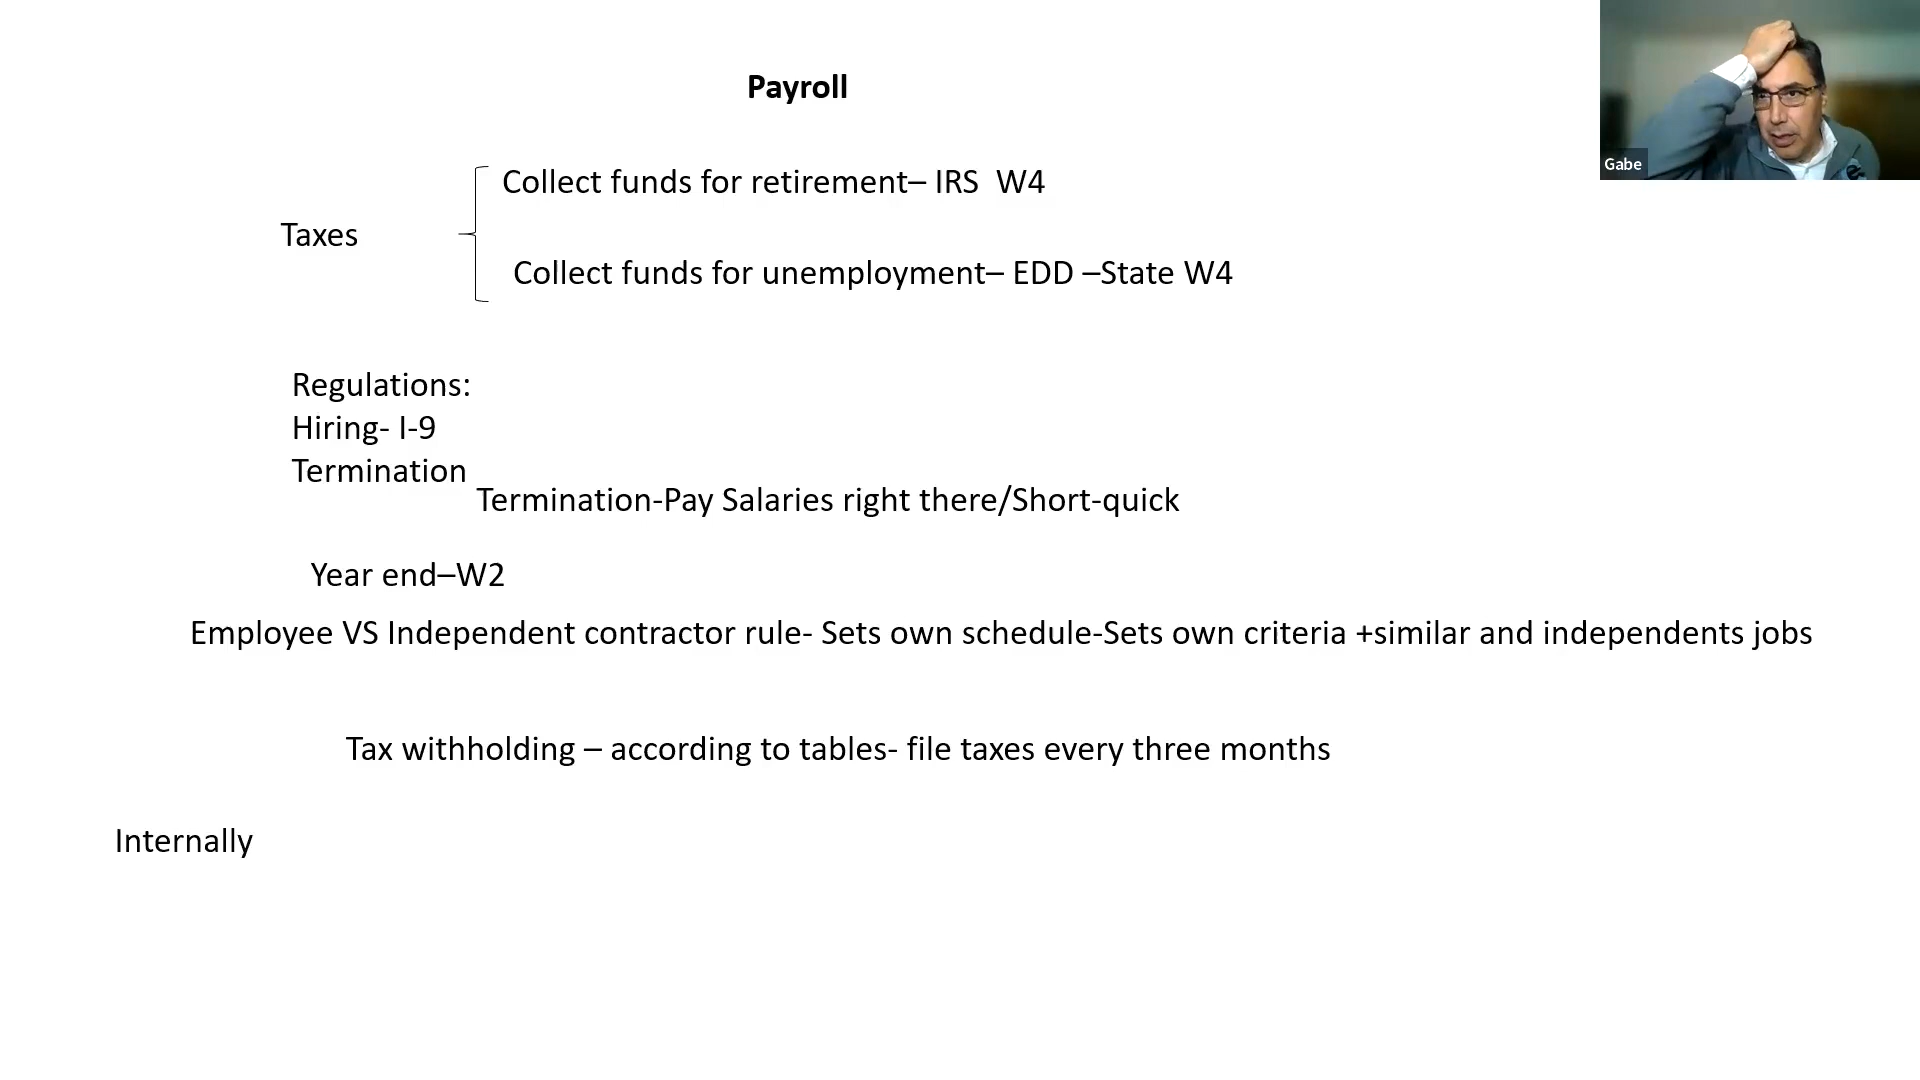 Payroll
Gabe
Collect funds for retirement– IRS  W4
Taxes
Collect funds for unemployment– EDD –State W4
Regulations:
Hiring- I-9
Termination
Termination-Pay Salaries right there/Short-quick
Year end–W2
Employee VS Independent contractor rule- Sets own schedule-Sets own criteria +similar and independents jobs
Tax withholding – according to tables- file taxes every three months
Internally